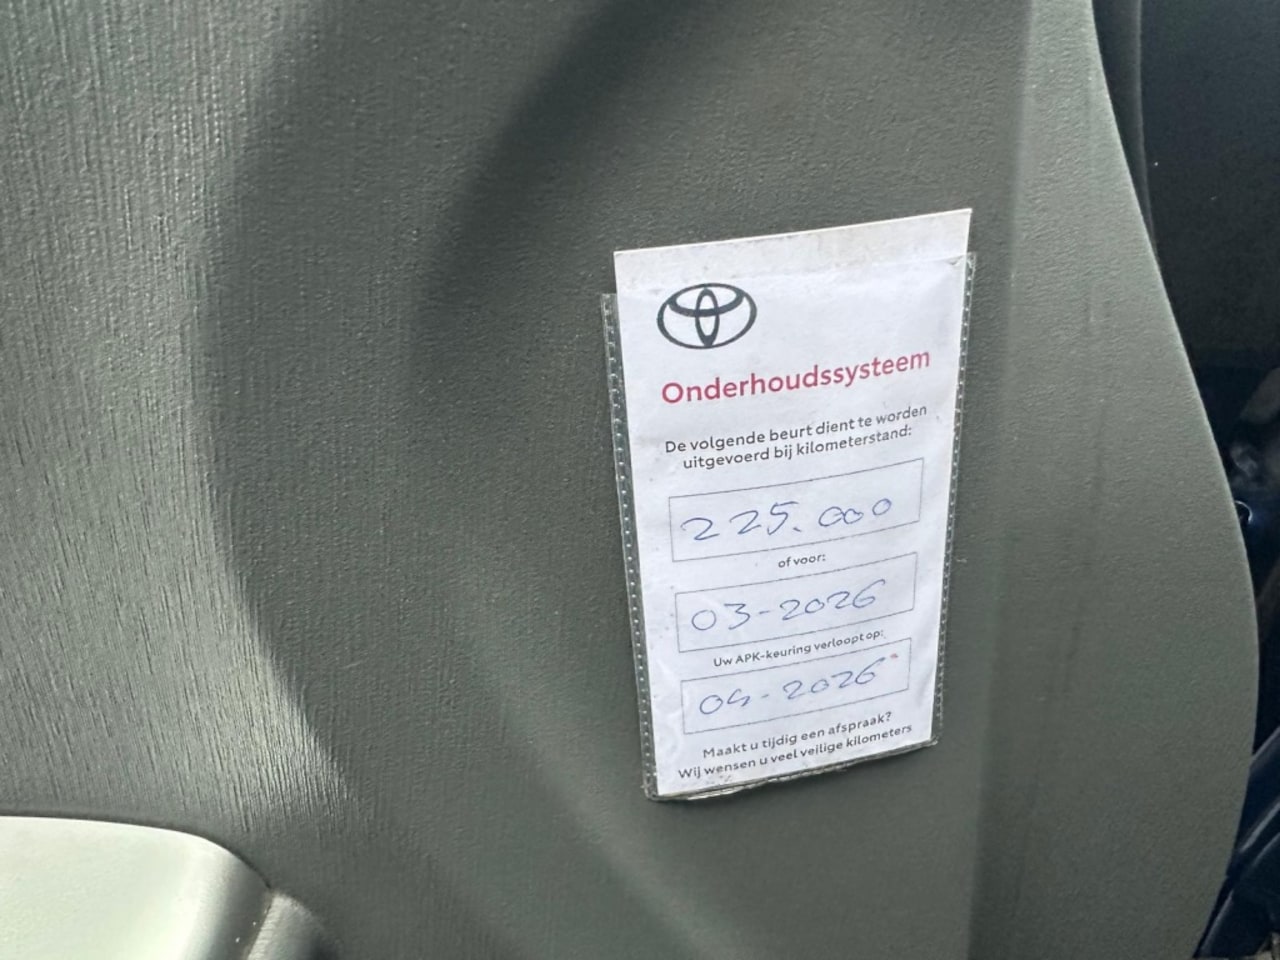 Onderhoudssysteem
De volgende beurt dient te worden
uitgevoerd bij kilometerstand:
225.000
of voor:
03-2026
Uw APK-keuring verloopt op:
04-2026
Maakt u tijdig een afspraak?
Wij wensen u veel veilige kilometers